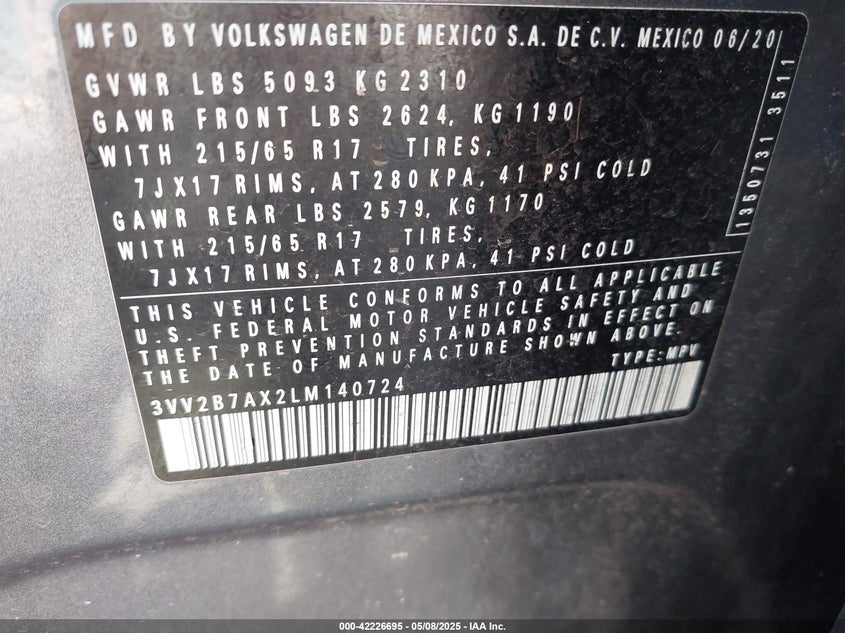 MFD BY VOLKSWAGEN DE MEXICO S.A. DE C.V. MEXICO 06/20
GVWR LBS 5093 KG 2310
GAWR FRONT LBS 2624, KG 1190
WITH 215/65 R17 TIRES,
7JX17 RIMS, AT 280 KPA, 41 PSI COLD
GAWR REAR LBS 2579, KG 1170
WITH 215/65 R17 TIRES,
7JX17 RIMS, AT 280 KPA, 41 PSI COLD
THIS VEHICLE CONFORMS TO ALL APPLICABLE
U.S. FEDERAL MOTOR VEHICLE SAFETY AND
THEFT PREVENTION STANDARDS IN EFFECT ON
THE DATE OF MANUFACTURE SHOWN ABOVE.
TYPE: MPV
3VV2B7AX2LM140724
1360731 3511
000-42226695 - 05/08/2025 - IAA Inc.